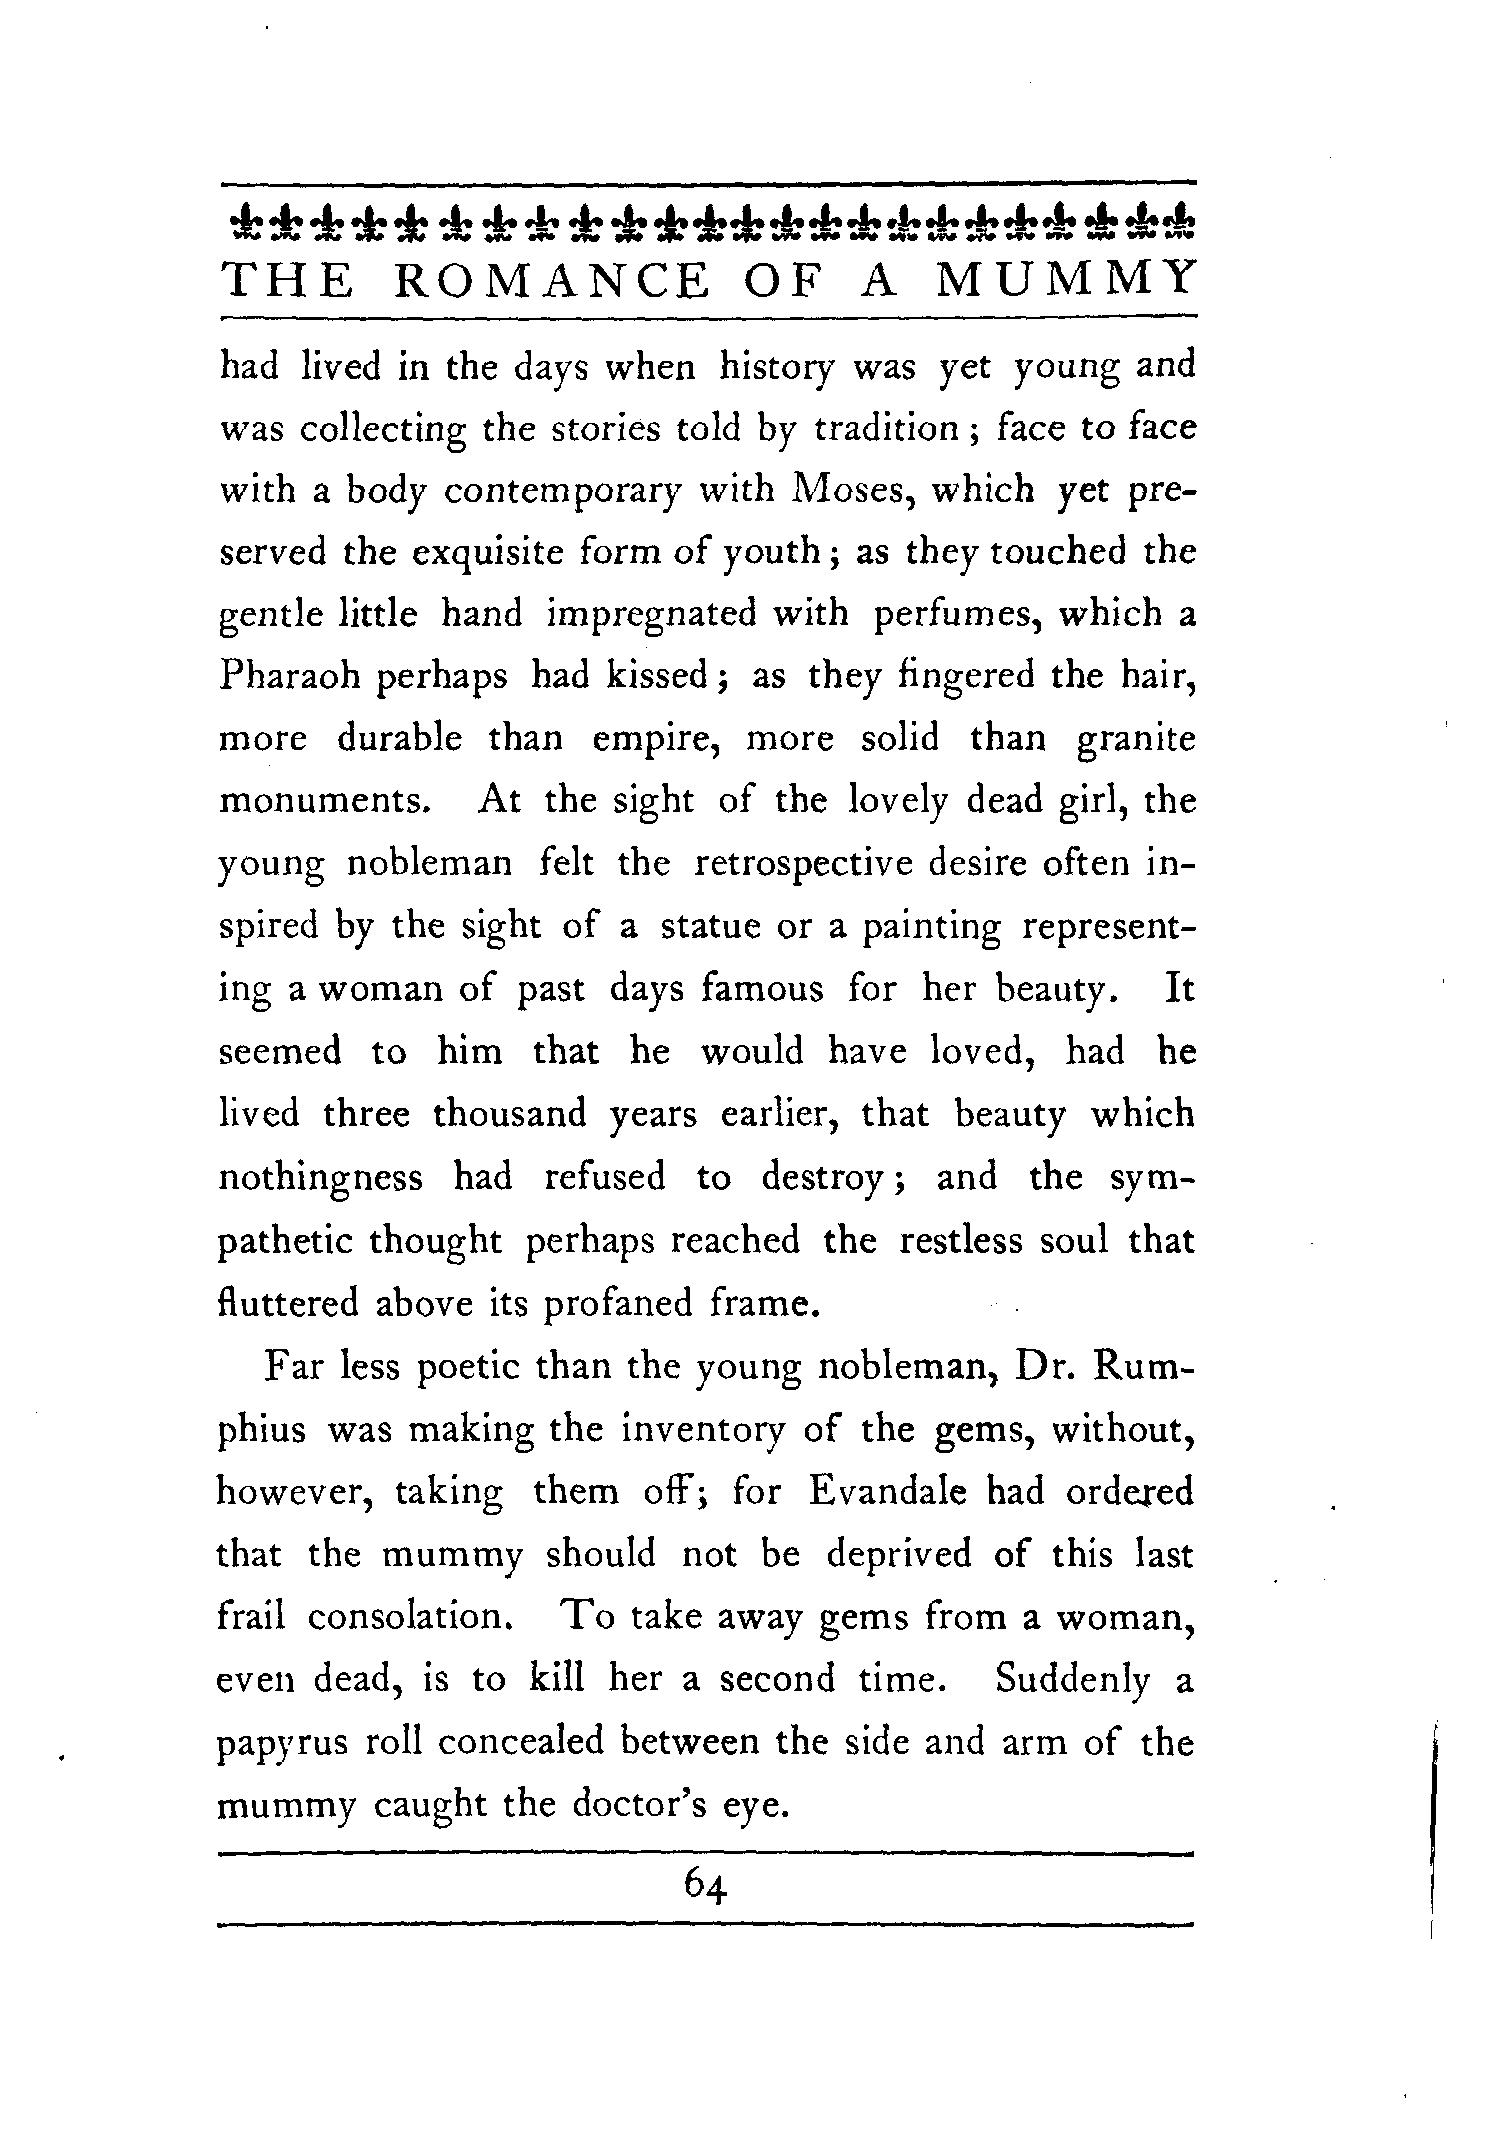 THE ROMANCE OF A MUMMY
had lived in the days when history was yet young and
was collecting the stories told by tradition ; face to face
with a body contemporary with Moses, which yet pre-
served the exquisite form of youth ; as they touched the
gentle little hand impregnated with perfumes, which a
Pharaoh perhaps had kissed ; as they fingered the hair,
more durable than empire, more solid than granite
monuments. At the sight of the lovely dead girl, the
young nobleman felt the retrospective desire often in-
spired by the sight of a statue or a painting represent-
ing a woman of past days famous for her beauty. It
seemed to him that he would have loved, had he
lived three thousand years earlier, that beauty which
nothingness had refused to destroy ; and the sym-
pathetic thought perhaps reached the restless soul that
fluttered above its profaned frame.
Far less poetic than the young nobleman, Dr. Rum-
phius was making the inventory of the gems, without,
however, taking them off; for Evandale had ordered
that the mummy should not be deprived of this last
frail consolation. To take away gems from a woman,
even dead, is to kill her a second time. Suddenly a
papyrus roll concealed between the side and arm of the
mummy caught the doctor's eye.
64